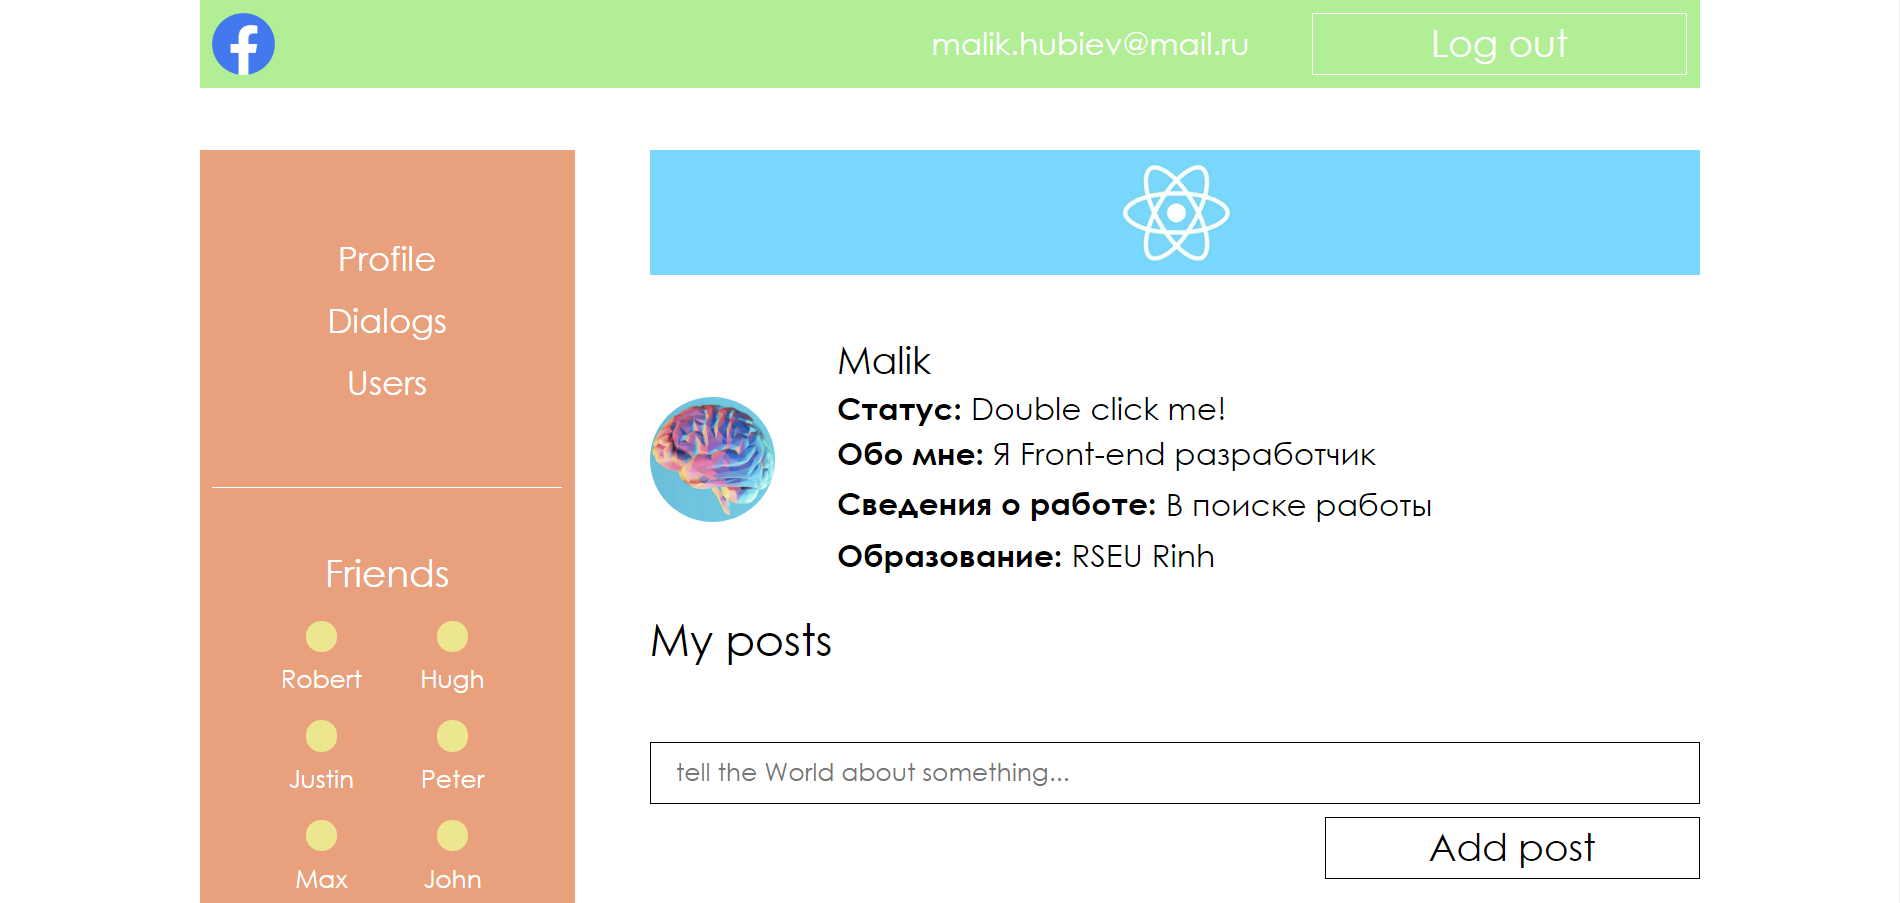 malik.hubiev@mail.ru
Log out
Profile
Dialogs
Users
Friends
Robert
Hugh
Justin
Peter
Max
John
Malik
Статус: Double click me!
Обо мне: Я Front-end разработчик
Сведения о работе: В поиске работы
Образование: RSEU Rinh
My posts
tell the World about something...
Add post